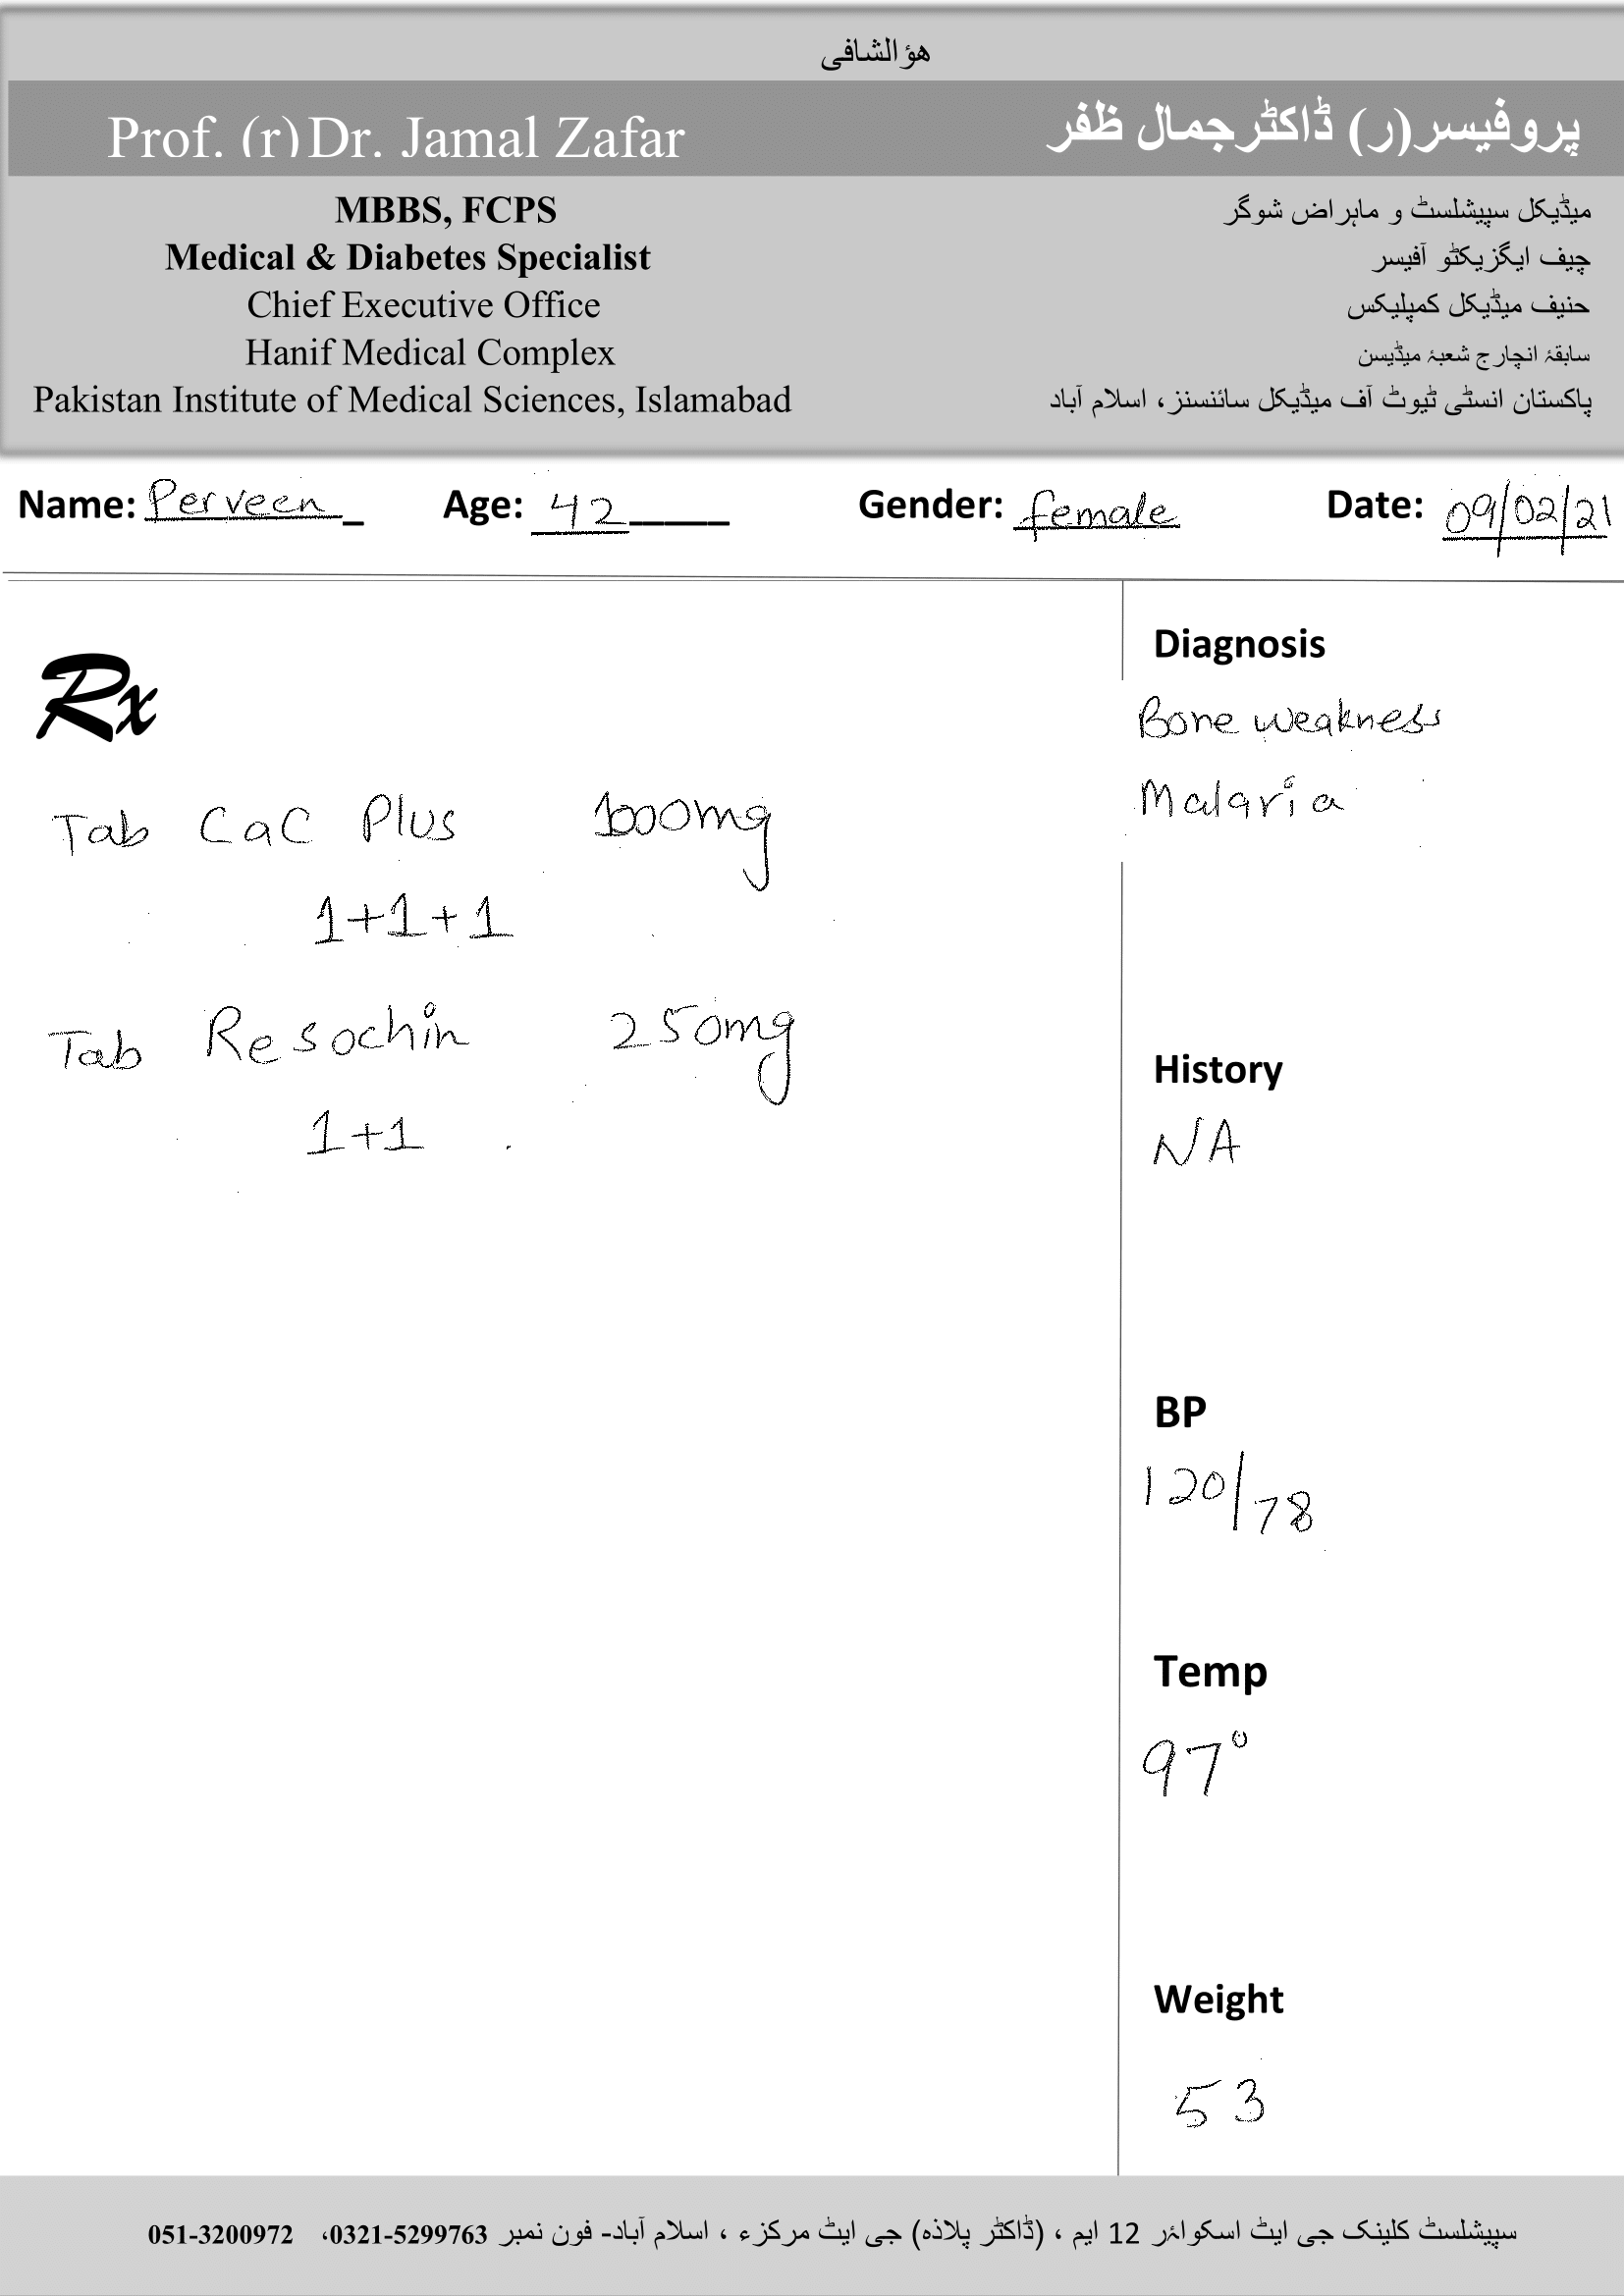 هؤالشافی
Prof. (r) Dr. Jamal Zafar
پروفیسر(ر) ڈاکٹرجمال ظفر
MBBS, FCPS
Medical & Diabetes Specialist
Chief Executive Office
Hanif Medical Complex
Pakistan Institute of Medical Sciences, Islamabad
میڈیکل سپیشلسٹ و ماہراض شوگر
چیف ایگزیکٹو آفیسر
حنیف میڈیکل کمپلیکس
سابقۂ انچارج شعبۂ میڈیسن
پاکستان انسٹی ٹیوٹ آف میڈیکل سائنسنز، اسلام آباد
Name: Perveen Age: 42 Gender: female Date: 09/02/21
Rx
Tab CaC Plus 1000mg
1+1+1
Tab Resochin 250mg
1+1
Diagnosis
Bone weakness
Malaria
History
NA
BP
120/78
Temp
97°
Weight
53
سپیشلسٹ کلینک جی ایٹ اسکوائر 12 ایم ، (ڈاکٹر پلاذہ) جی ایٹ مرکزء ، اسلام آباد- فون نمبر 0321-5299763، 051-3200972